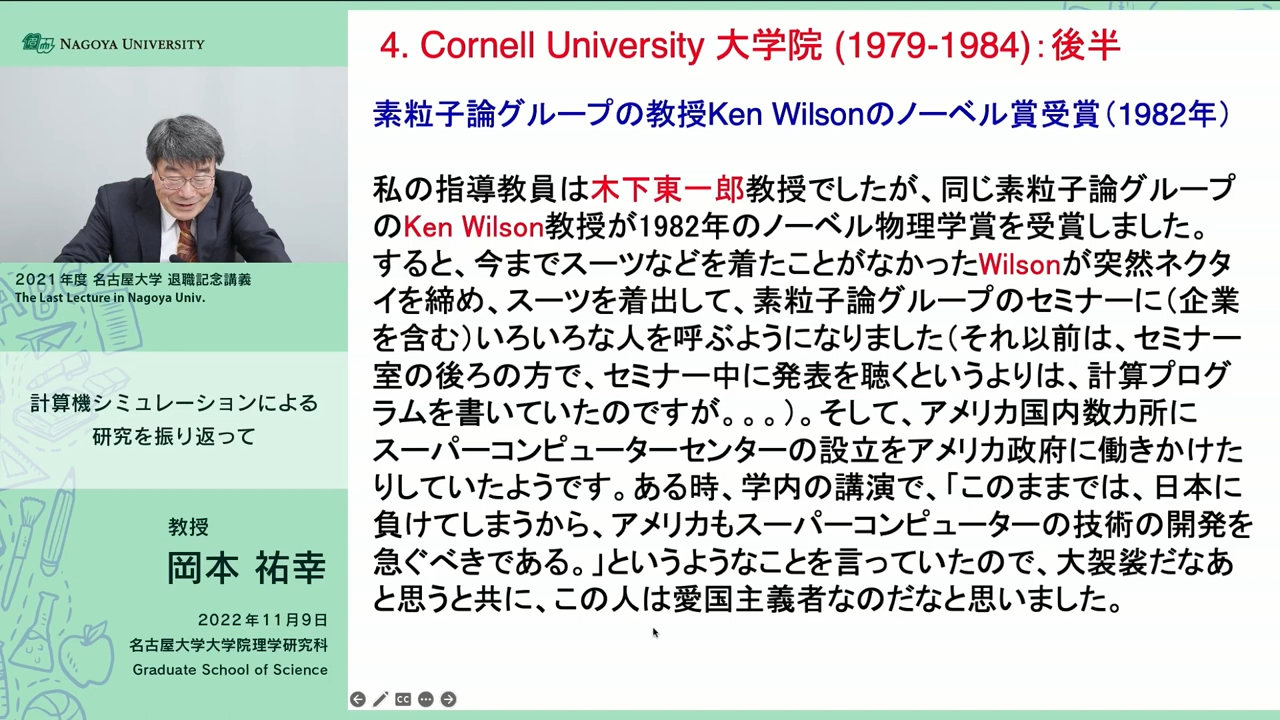 NAGOYA UNIVERSITY
2021年度 名古屋大学 退職記念講義
The Last Lecture in Nagoya Univ.
計算機シミュレーションによる
研究を振り返って
教授
岡本 祐幸
2022年11月9日
名古屋大学大学院理学研究科
Graduate School of Science
4. Cornell University 大学院 (1979-1984):後半
素粒子論グループの教授Ken Wilsonのノーベル賞受賞(1982年)
私の指導教員は木下東一郎教授でしたが、同じ素粒子論グループ
のKen Wilson教授が1982年のノーベル物理学賞を受賞しました。
すると、今までスーツなどを着たことがなかったWilsonが突然ネクタ
イを締め、スーツを着出して、素粒子論グループのセミナーに(企業
を含む)いろいろな人を呼ぶようになりました(それ以前は、セミナー
室の後ろの方で、セミナー中に発表を聴くというよりは、計算プログ
ラムを書いていたのですが。。。)。そして、アメリカ国内数カ所に
スーパーコンピューターセンターの設立をアメリカ政府に働きかけた
りしていたようです。ある時、学内の講演で、「このままでは、日本に
負けてしまうから、アメリカもスーパーコンピューターの技術の開発を
急ぐべきである。」というようなことを言っていたので、大袈裟だなあ
と思うと共に、この人は愛国主義者なのだなと思いました。
CC